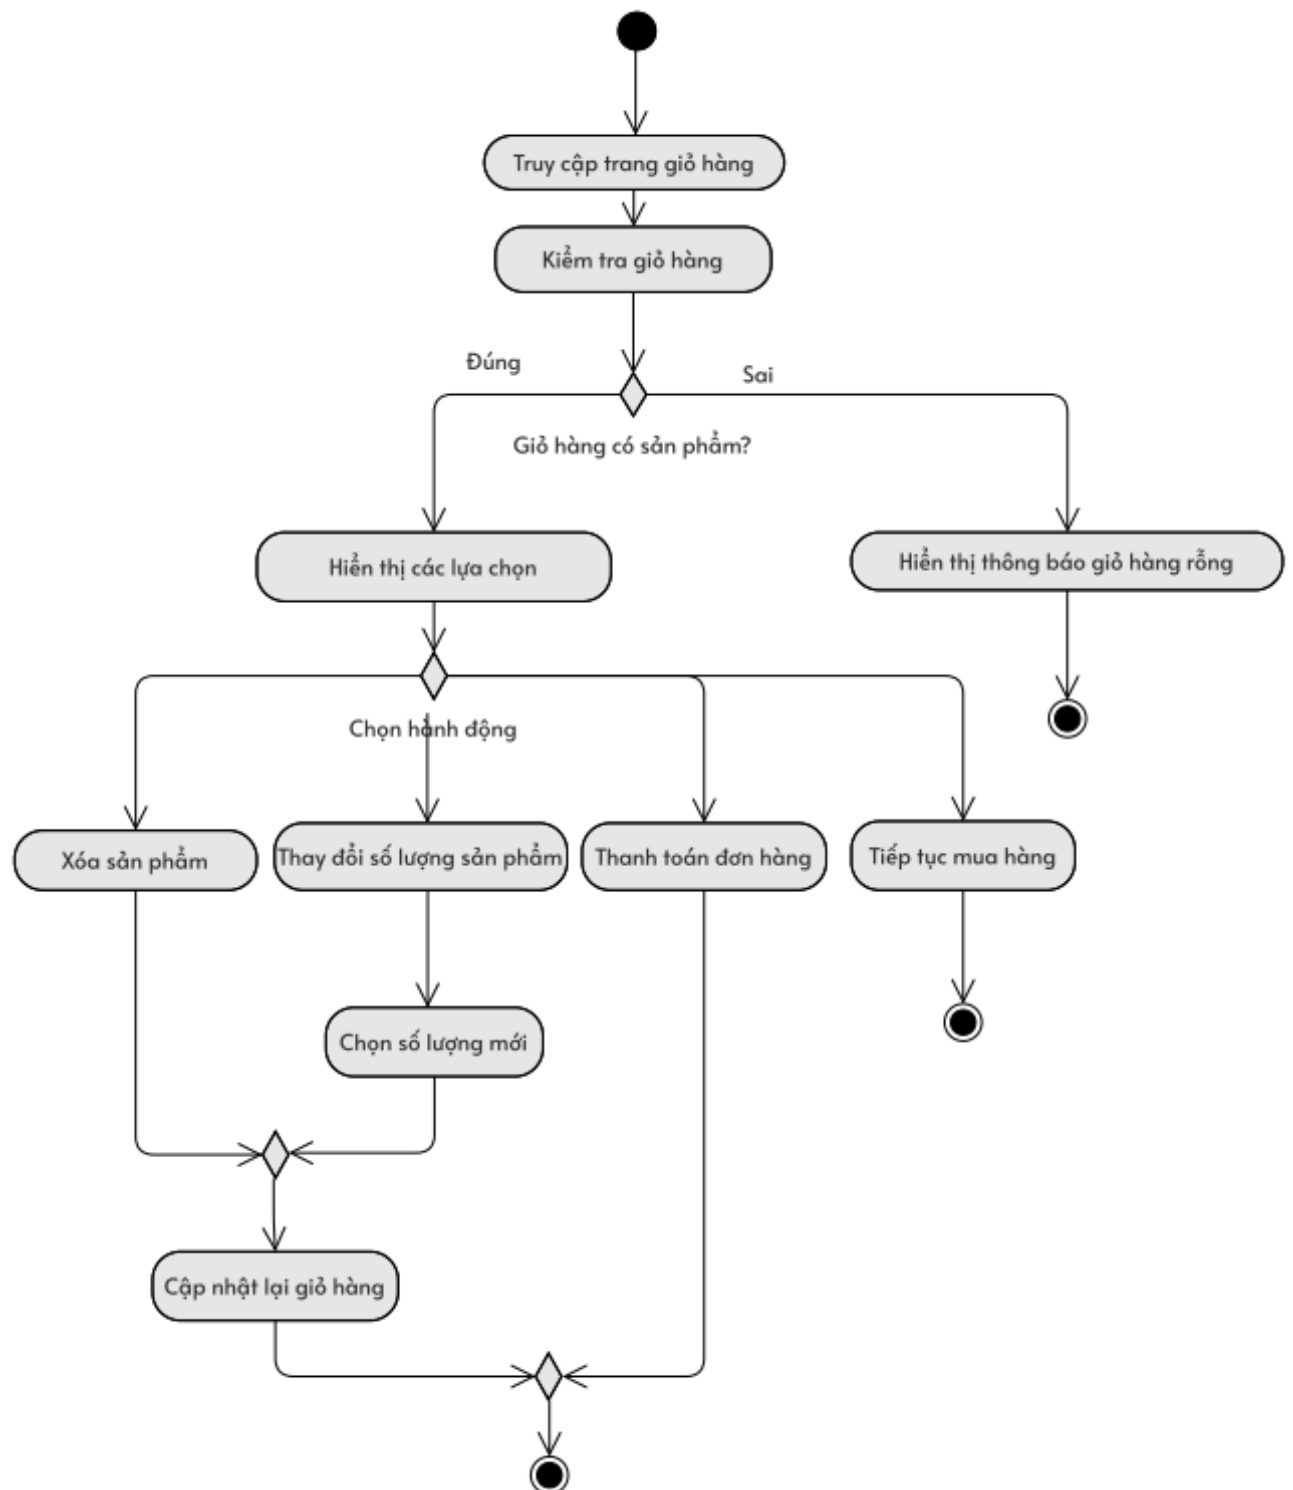 Truy cập trang giỏ hàng
Kiểm tra giỏ hàng
Đúng
Sai
Giỏ hàng có sản phẩm?
Hiển thị các lựa chọn
Hiển thị thông báo giỏ hàng rỗng
Chọn hành động
Xóa sản phẩm
Thay đổi số lượng sản phẩm
Thanh toán đơn hàng
Tiếp tục mua hàng
Chọn số lượng mới
Cập nhật lại giỏ hàng